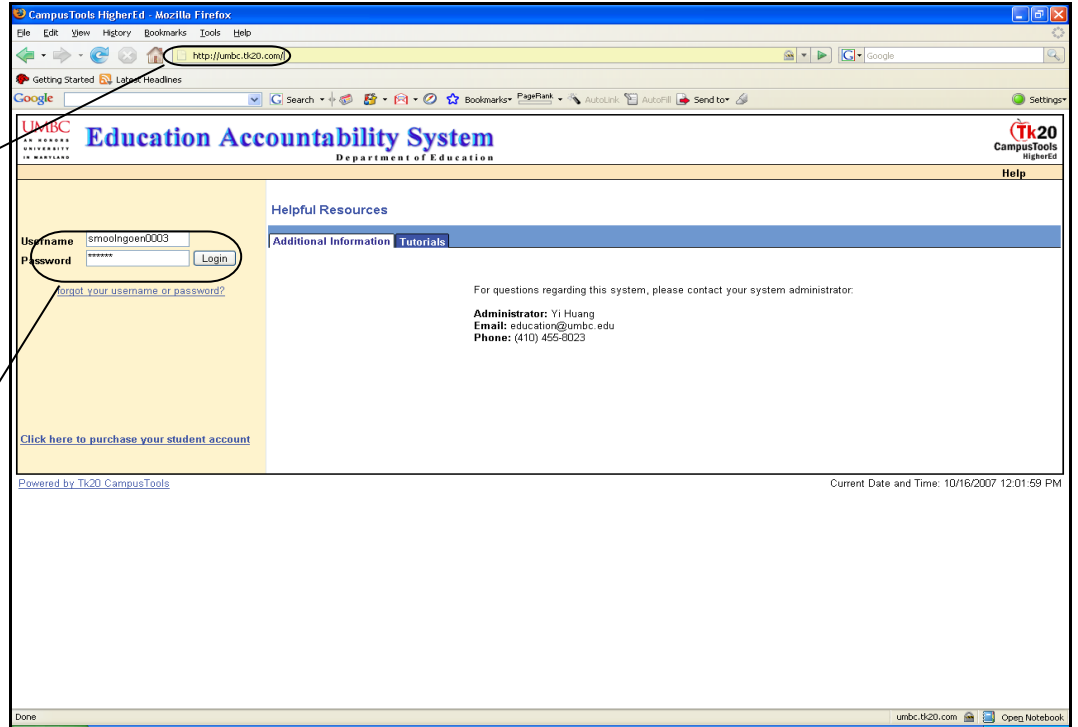 CampusTools HigherEd - Mozilla Firefox
File Edit View History Bookmarks Tools Help
http://umbc.tk20.com/
G Google
Getting Started Latest Headlines
Google
G Search Bookmarks PageRank AutoLink AutoFill Send to Settings
UMBC
AN HONORS
UNIVERSITY
IN MARYLAND
Education Accountability System
Department of Education
Tk20
CampusTools
HigherEd
Help
Helpful Resources
Additional Information Tutorials
Username smoolngoen0003
Password ****** Login
forgot your username or password?
For questions regarding this system, please contact your system administrator:
Administrator: Yi Huang
Email: education@umbc.edu
Phone: (410) 455-8023
Click here to purchase your student account
Powered by Tk20 CampusTools
Current Date and Time: 10/16/2007 12:01:59 PM
Done
umbc.tk20.com Open Notebook